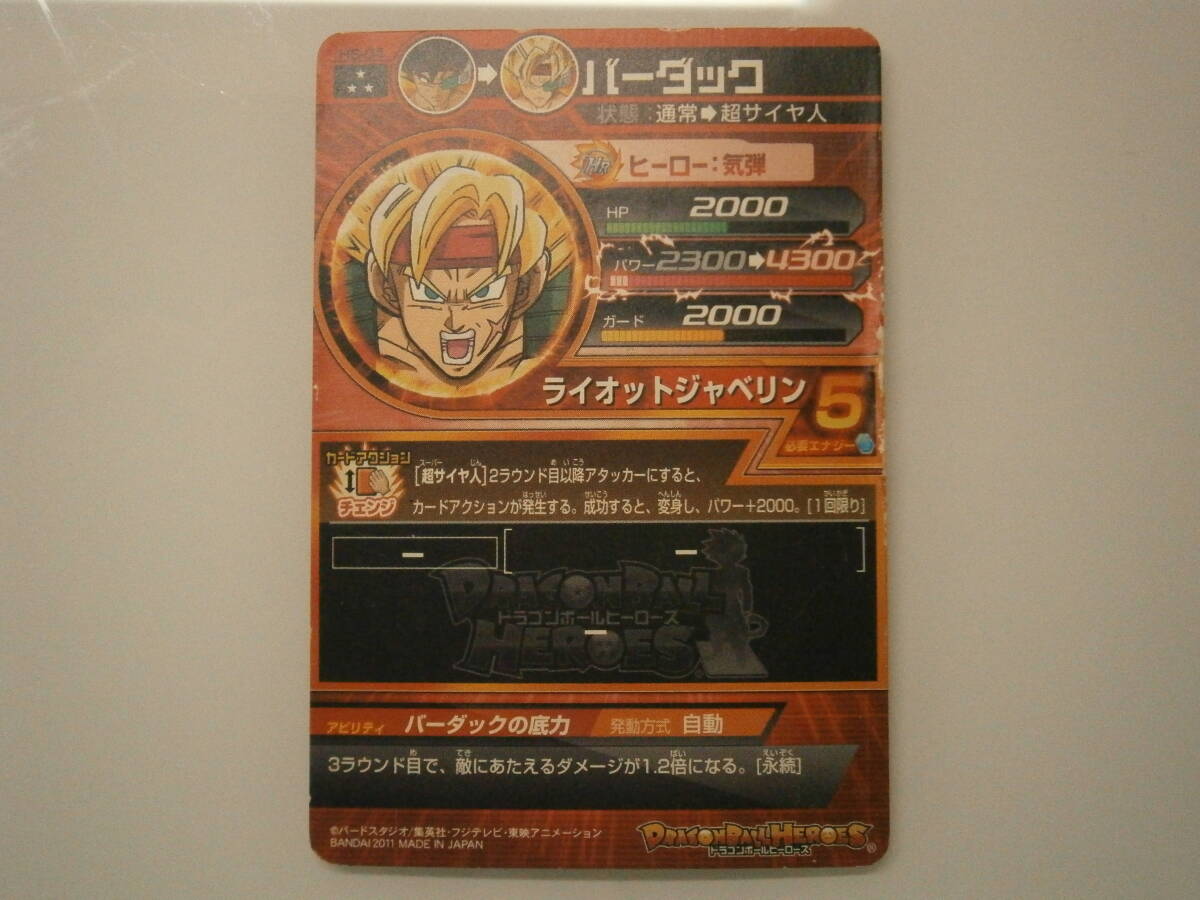 バーダック
状態：通常➡超サイヤ人
HR ヒーロー：気弾
HP 2000
パワー 2300➡4300
ガード 2000
ライオットジャベリン 5
必要エナジー
カードアクション
チェンジ
[超サイヤ人]2ラウンド目以降アタッカーにすると、
カードアクションが発生する。成功すると、変身し、パワー+2000。[1回限り]
DRAGON BALL
ドラゴンボールヒーローズ
HEROES
アビリティ バーダックの底力 発動方式 自動
3ラウンド目で、敵にあたえるダメージが1.2倍になる。[永続]
©バードスタジオ/集英社・フジテレビ・東映アニメーション
BANDAI 2011 MADE IN JAPAN
DRAGON BALL HEROES
ドラゴンボールヒーローズ